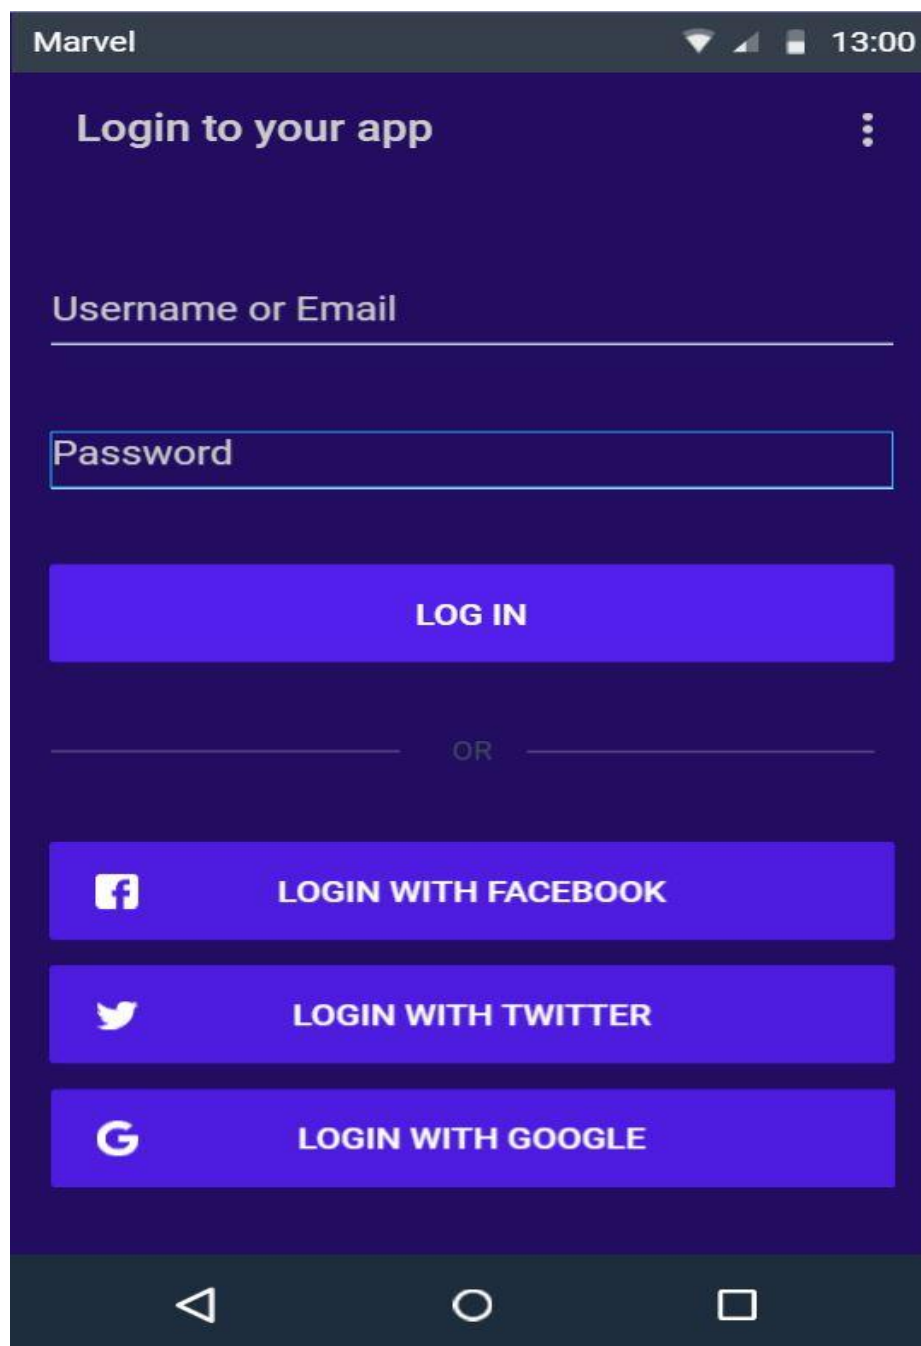 Marvel 13:00
Login to your app
Username or Email
Password
LOG IN
OR
LOGIN WITH FACEBOOK
LOGIN WITH TWITTER
LOGIN WITH GOOGLE